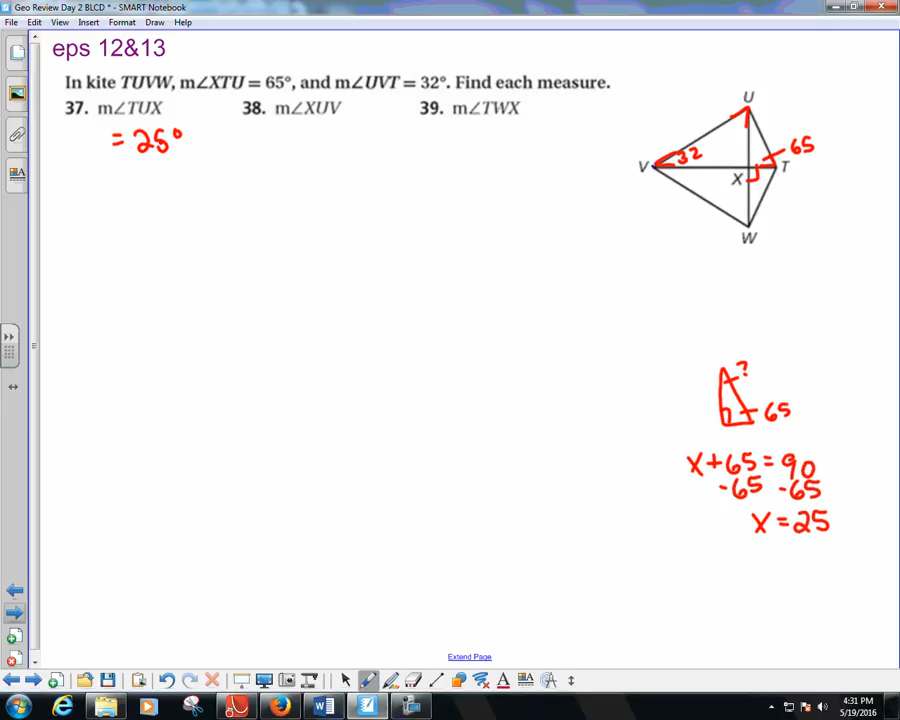 Geo Review Day 2 BLCD * - SMART Notebook
File Edit View Insert Format Draw Help
eps 12&13
In kite TUVW, m∠XTU = 65°, and m∠UVT = 32°. Find each measure.
37. m∠TUX 38. m∠XUV 39. m∠TWX
= 25°
U
65
V 32
X T
W
?
65
x + 65 = 90
-65 -65
x = 25
Extend Page
4:31 PM
5/19/2016